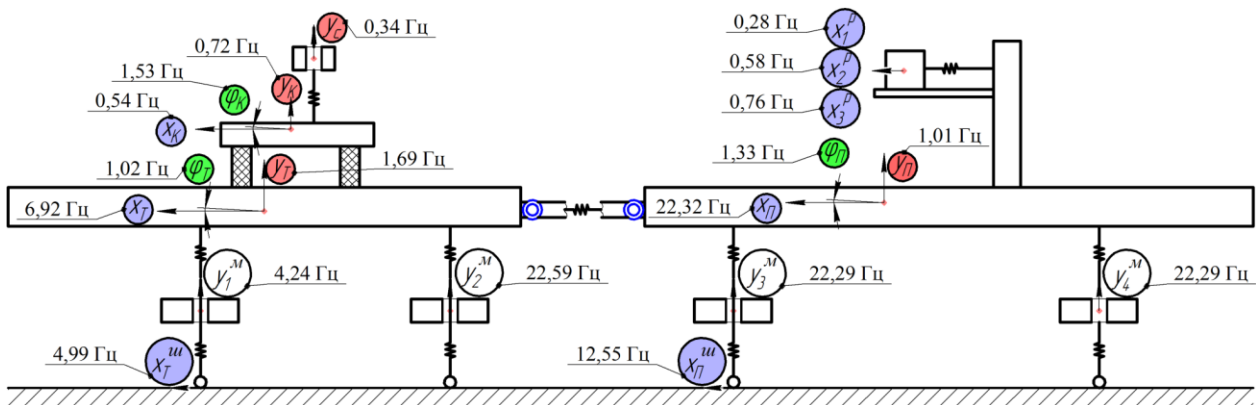 y_c 0,34 Гц
0,72 Гц
1,53 Гц
φ_К y_К
0,54 Гц
x_К
1,02 Гц
φ_Т y_Т
1,69 Гц
6,92 Гц
x_Т
y_1^м 4,24 Гц
y_2^м 22,59 Гц
4,99 Гц
x_Т^ш
0,28 Гц
x_1^р
0,58 Гц
x_2^р
0,76 Гц
x_3^р
1,33 Гц
φ_П
1,01 Гц
y_П
22,32 Гц
x_П
y_3^м 22,29 Гц
y_4^м 22,29 Гц
12,55 Гц
x_П^ш